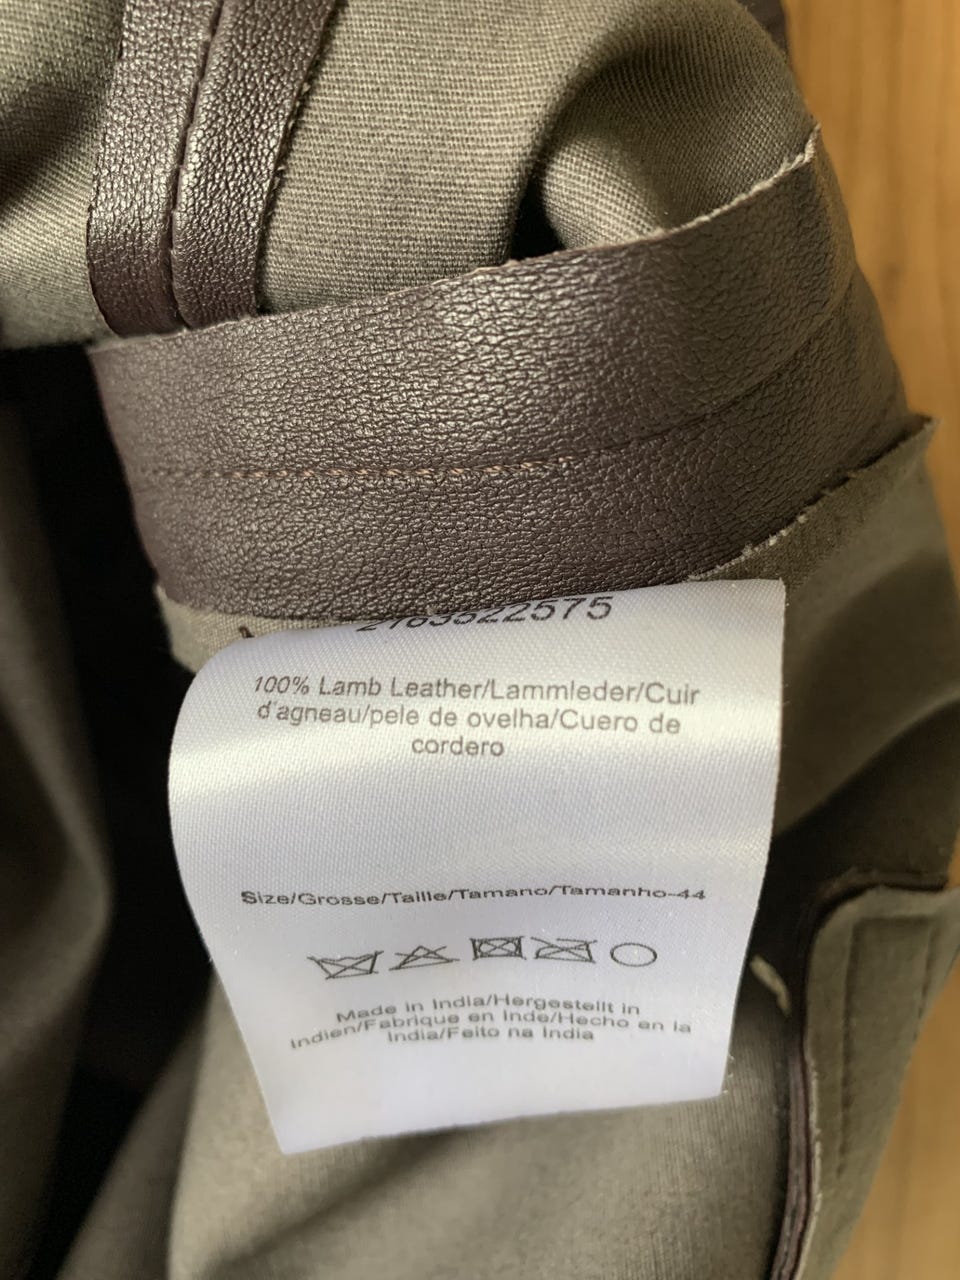 2163522575
100% Lamb Leather/Lammleder/Cuir
d'agneau/pele de ovelha/Cuero de
cordero
Size/Grosse/Taille/Tamano/Tamanho-44
Made in India/Hergestellt in
Indien/Fabrique en Inde/Hecho en la
India/Feito na India